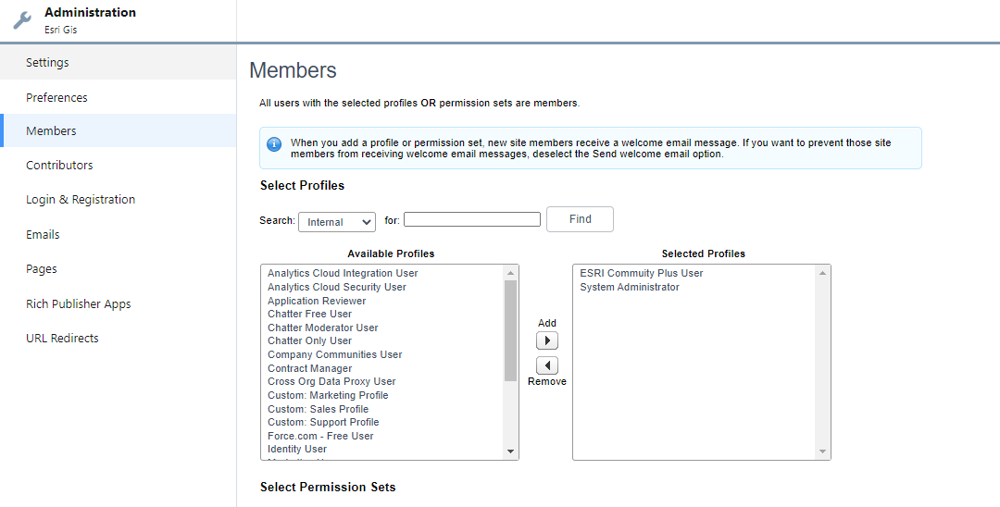 Administration
Esri Gis
Settings
Preferences
Members
Contributors
Login & Registration
Emails
Pages
Rich Publisher Apps
URL Redirects
Members
All users with the selected profiles OR permission sets are members.
When you add a profile or permission set, new site members receive a welcome email message. If you want to prevent those site
members from receiving welcome email messages, deselect the Send welcome email option.
Select Profiles
Search: Internal for: Find
Available Profiles
Analytics Cloud Integration User
Analytics Cloud Security User
Application Reviewer
Chatter Free User
Chatter Moderator User
Chatter Only User
Company Communities User
Contract Manager
Cross Org Data Proxy User
Custom: Marketing Profile
Custom: Sales Profile
Custom: Support Profile
Force.com - Free User
Identity User
Add
Remove
Selected Profiles
ESRI Commuity Plus User
System Administrator
Select Permission Sets